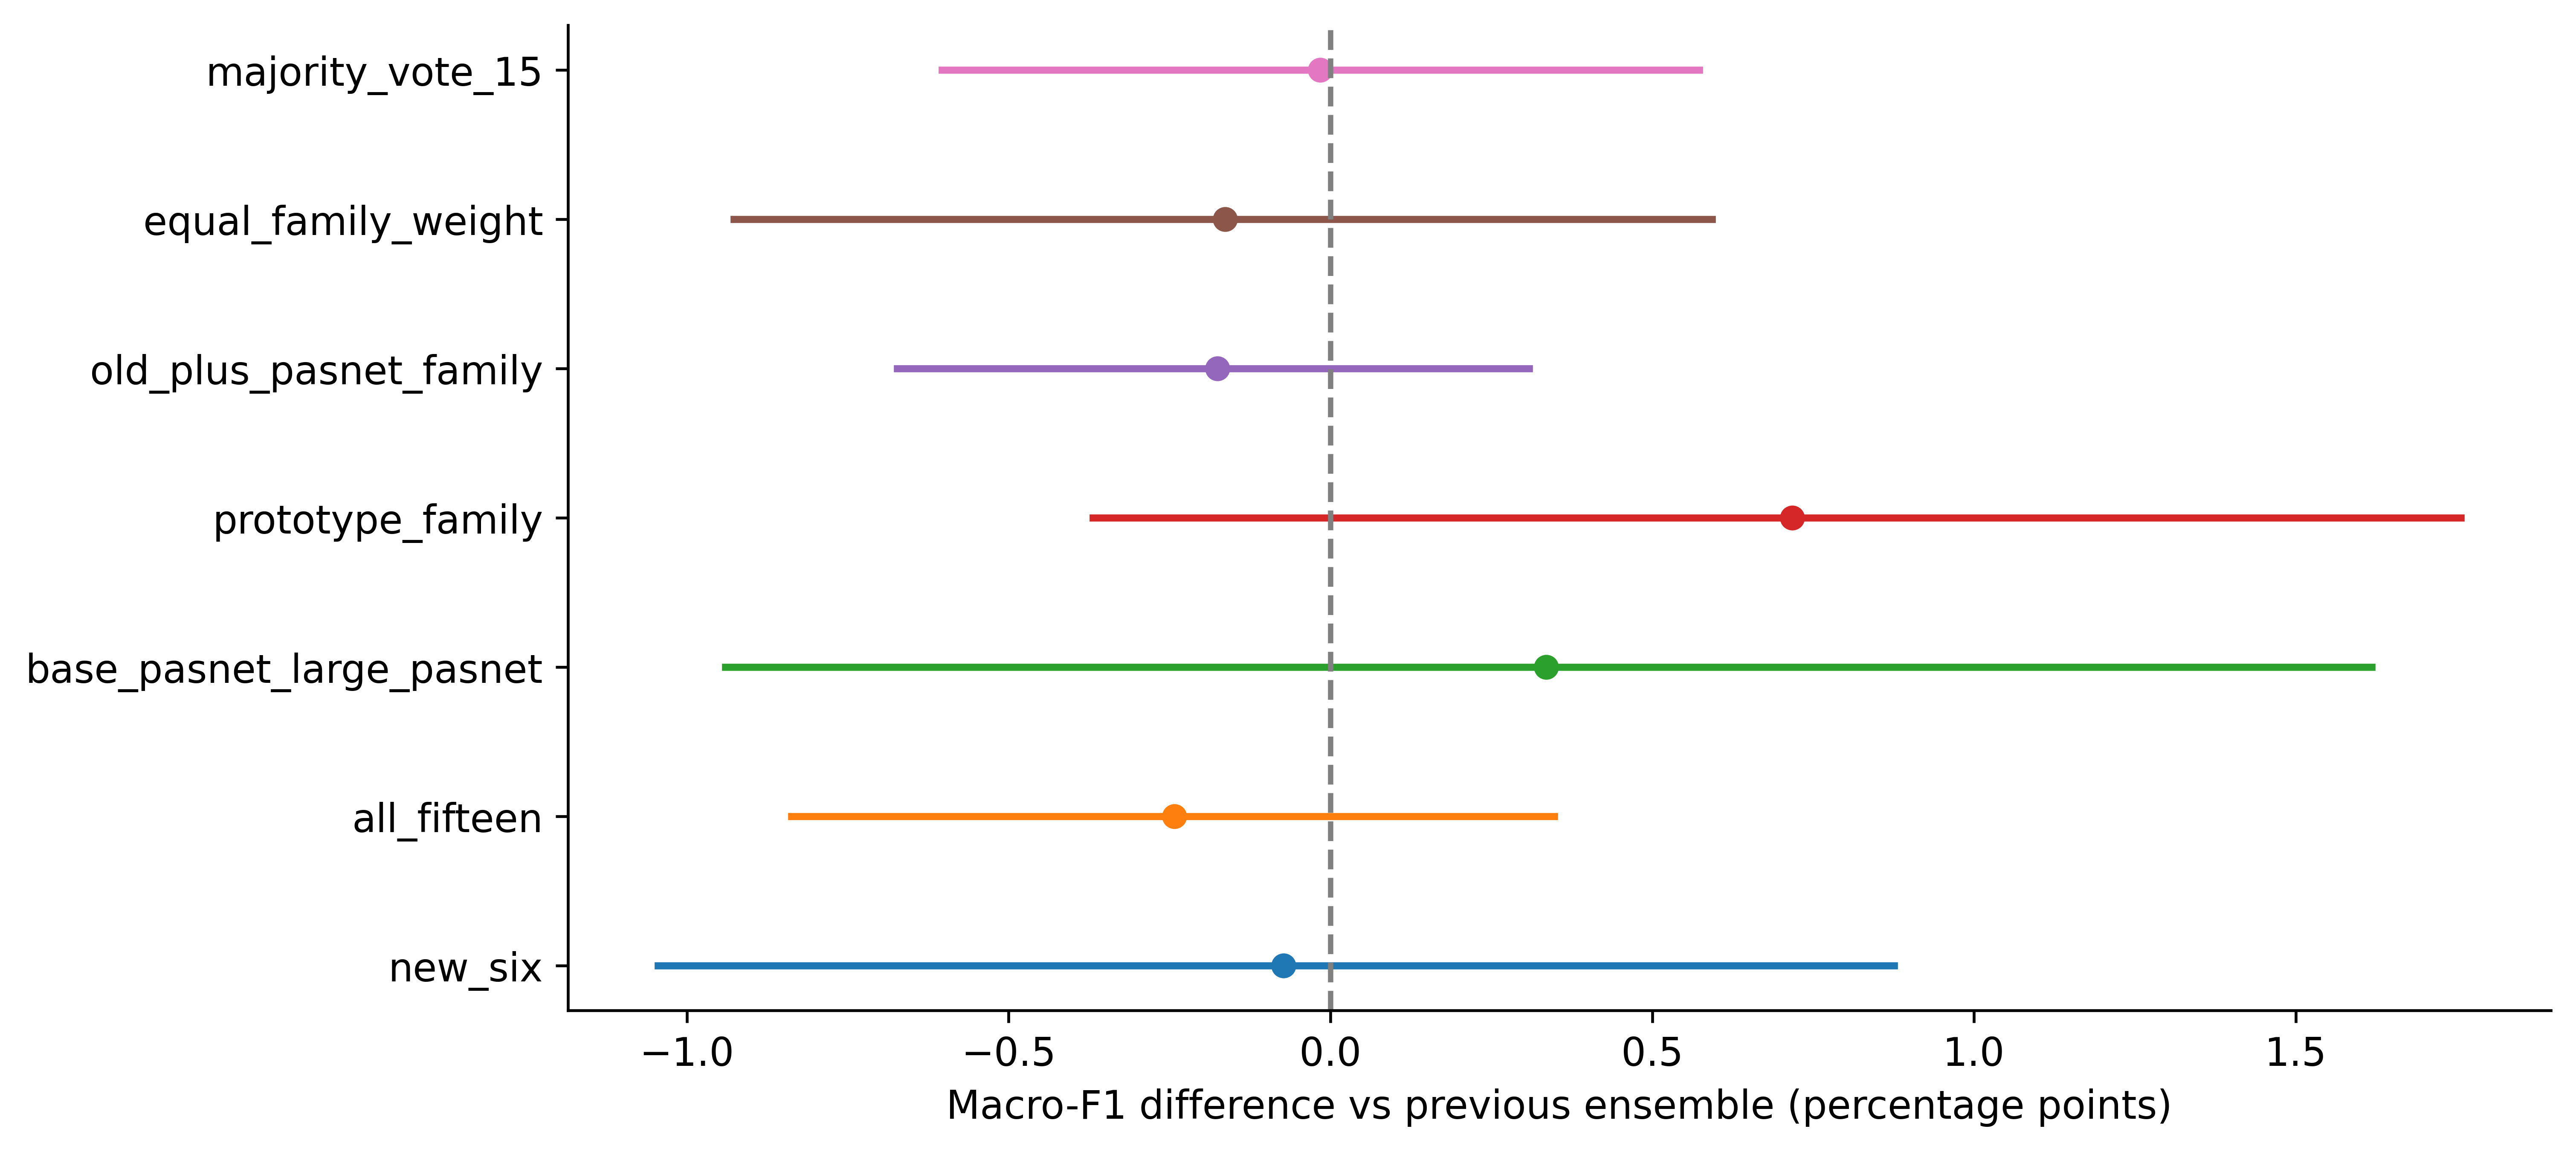 majority_vote_15
equal_family_weight
old_plus_pasnet_family
prototype_family
base_pasnet_large_pasnet
all_fifteen
new_six
−1.0 −0.5 0.0 0.5 1.0 1.5
Macro-F1 difference vs previous ensemble (percentage points)